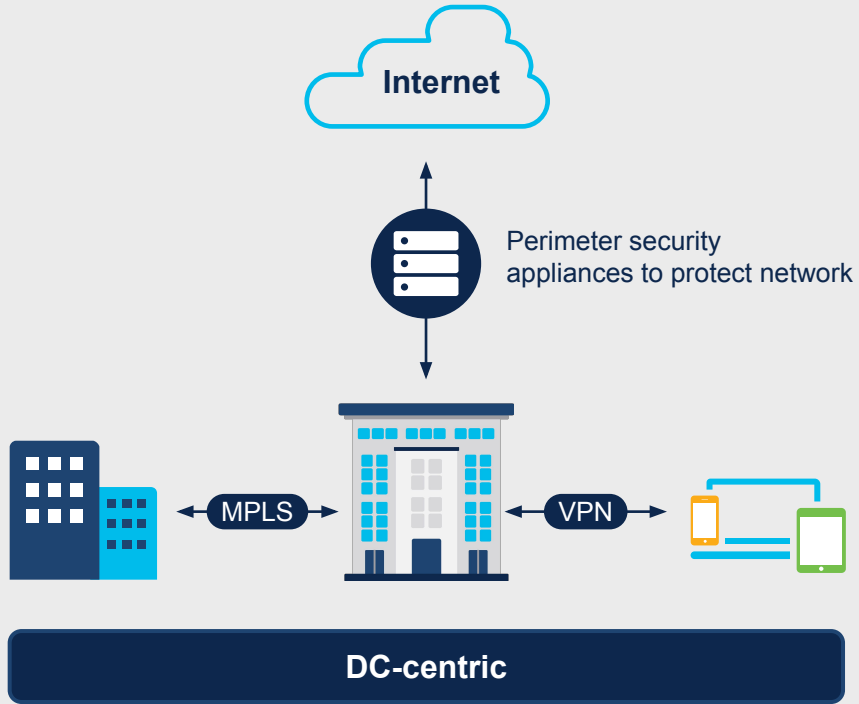 Internet
Perimeter security
appliances to protect network
MPLS
VPN
DC-centric